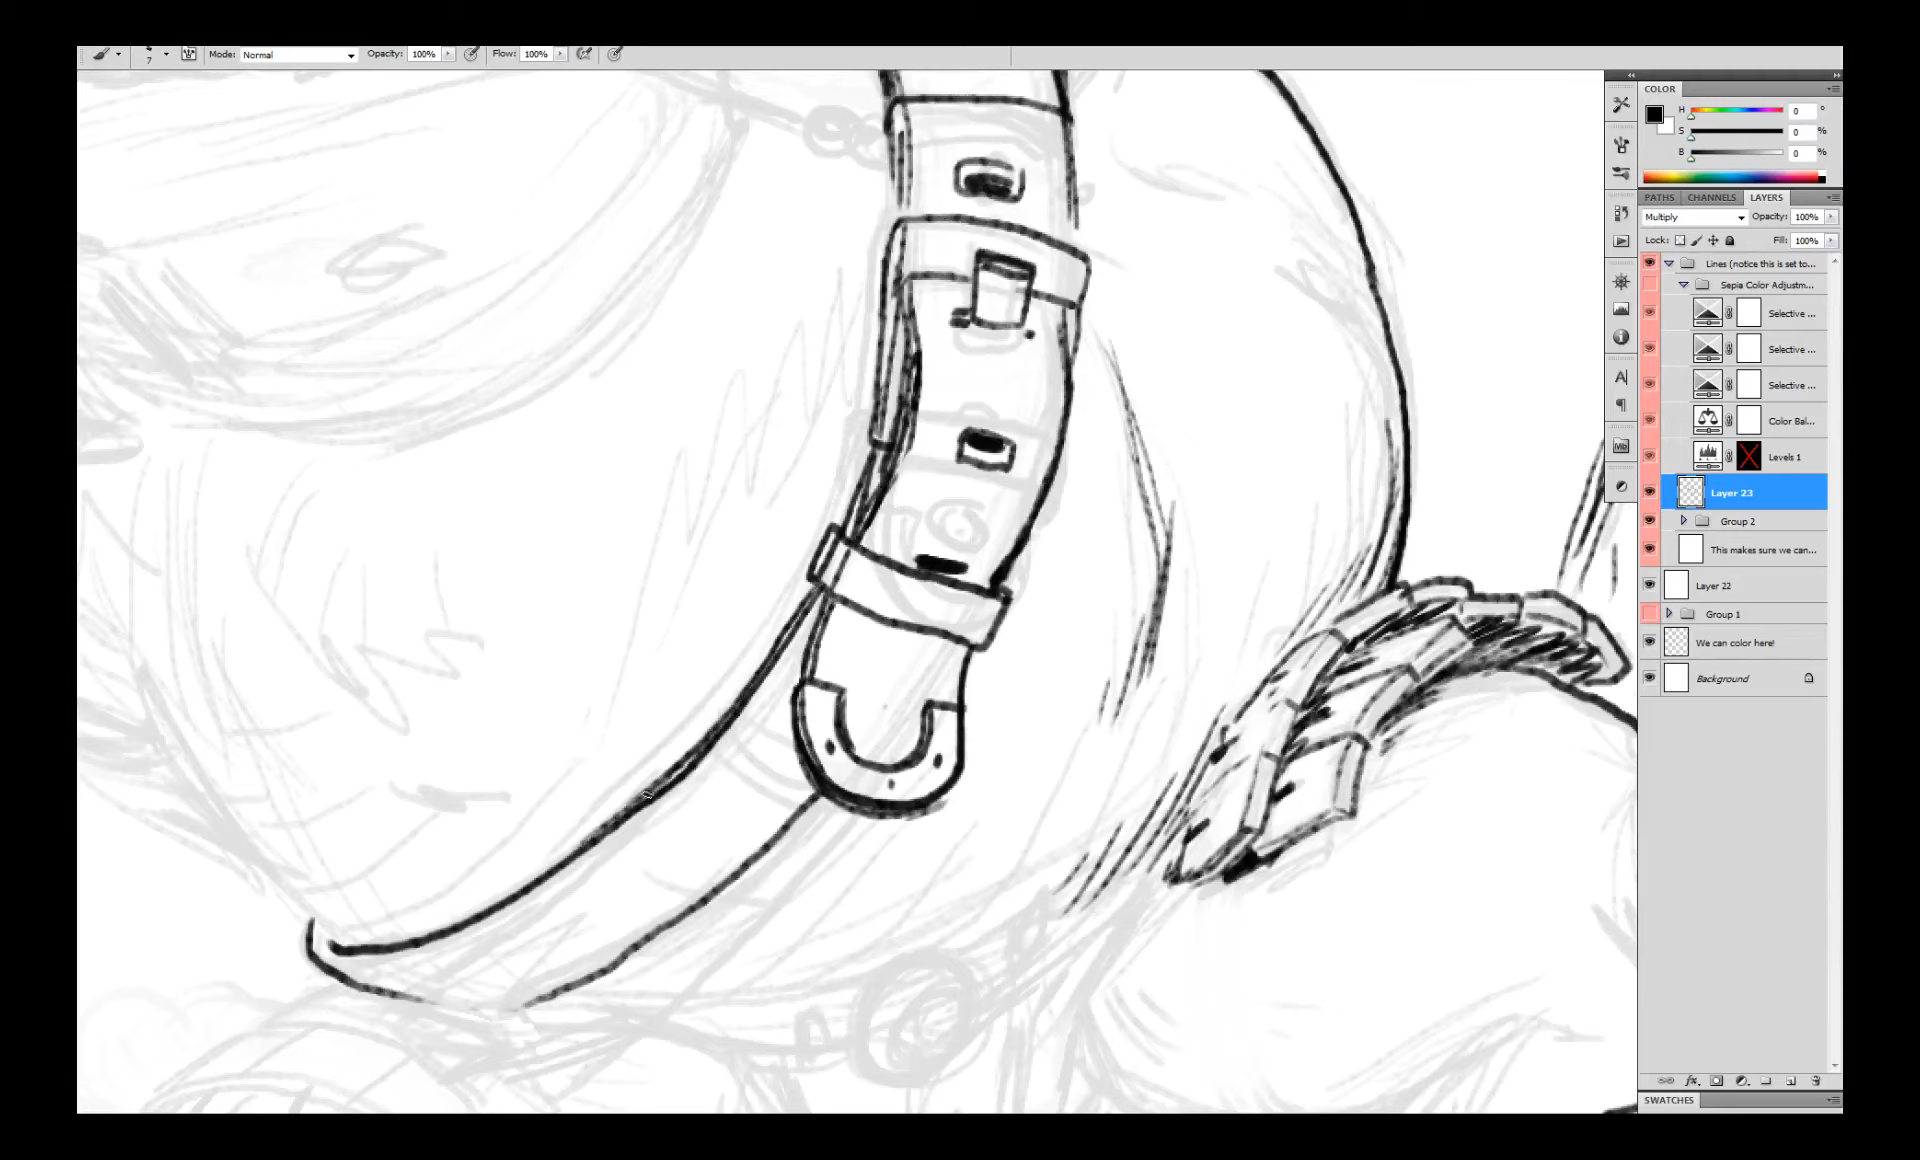 7 Mode: Normal Opacity: 100% Flow: 100%
COLOR
H 0 °
S 0 %
B 0 %
PATHS CHANNELS LAYERS
Multiply Opacity: 100%
Lock: Fill: 100%
Lines (notice this is set to...
Sepia Color Adjustm...
Selective ...
Selective ...
Selective ...
Color Bal...
Levels 1
Layer 23
Group 2
This makes sure we can...
Layer 22
Group 1
We can color here!
Background
SWATCHES